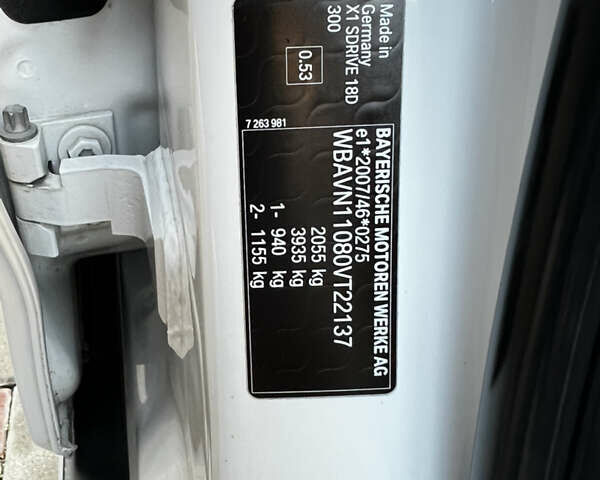 BAYERISCHE MOTOREN WERKE AG
e1*2007/46*0275
WBAVN11080VT22137
2055 kg
3935 kg
1- 940 kg
2- 1155 kg
7 263 981
Made in
Germany
X1 SDRIVE 18D
300
0.53